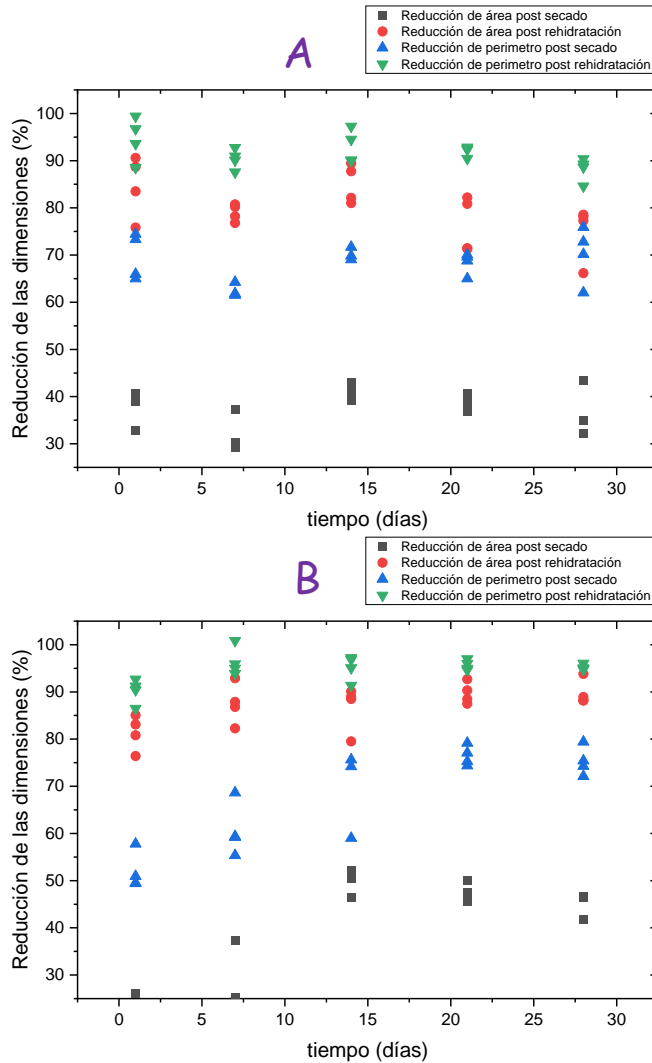 A
Reducción de área post secado
Reducción de área post rehidratación
Reducción de perimetro post secado
Reducción de perimetro post rehidratación
Reducción de las dimensiones (%)
100
90
80
70
60
50
40
30
0 5 10 15 20 25 30
tiempo (días)
B
Reducción de área post secado
Reducción de área post rehidratación
Reducción de perimetro post secado
Reducción de perimetro post rehidratación
Reducción de las dimensiones (%)
100
90
80
70
60
50
40
30
0 5 10 15 20 25 30
tiempo (días)